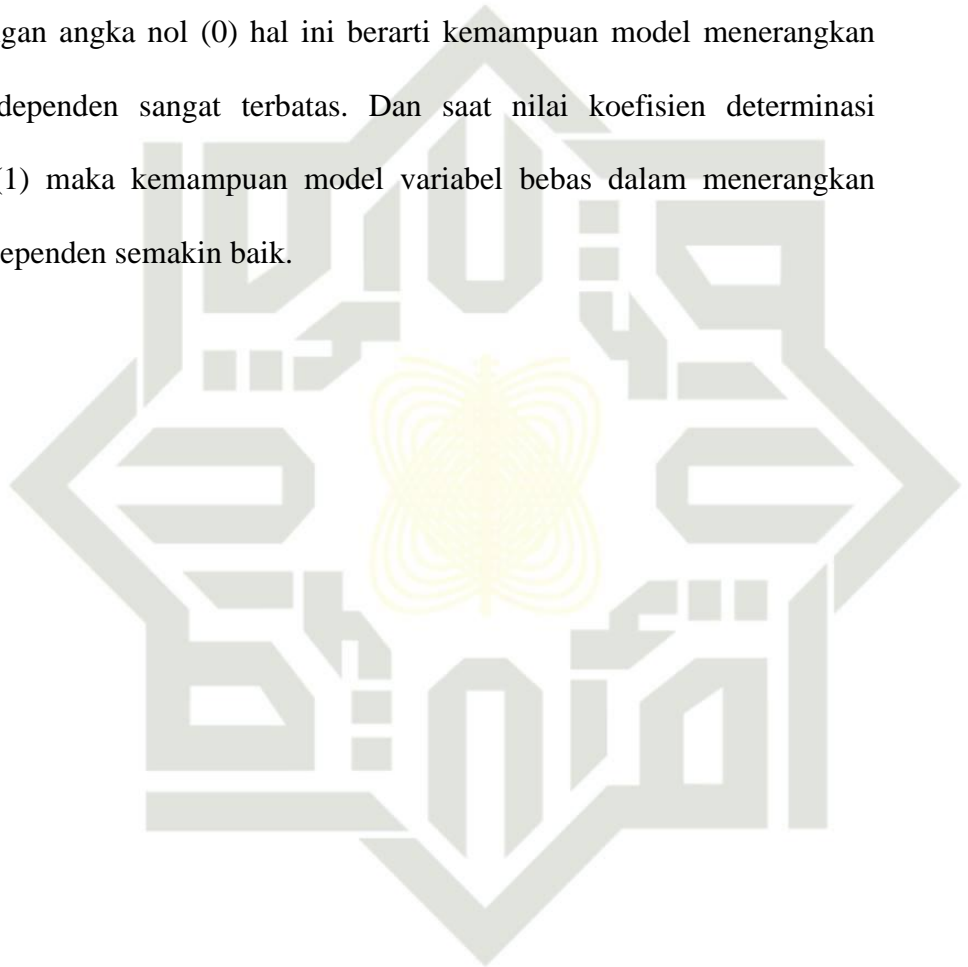 gan angka nol (0) hal ini berarti kemampuan model menerangkan
dependen sangat terbatas. Dan saat nilai koefisien determinasi
(1) maka kemampuan model variabel bebas dalam menerangkan
ependen semakin baik.